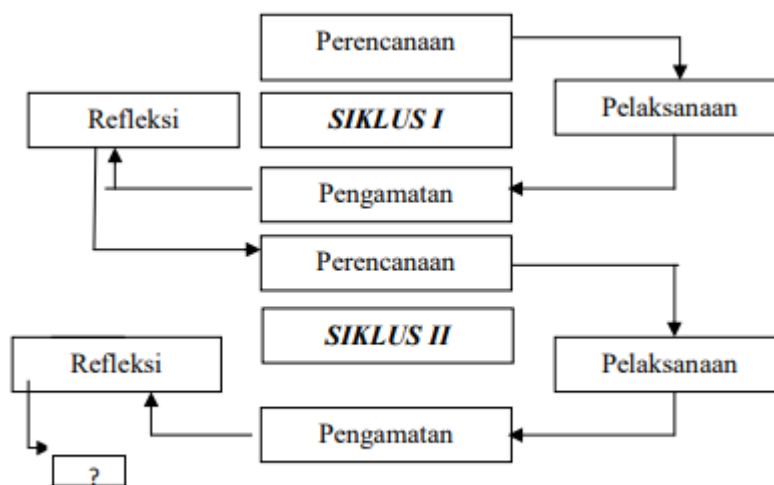 Perencanaan
Pelaksanaan
Refleksi
SIKLUS I
Pengamatan
Perencanaan
SIKLUS II
Refleksi
Pelaksanaan
Pengamatan
?